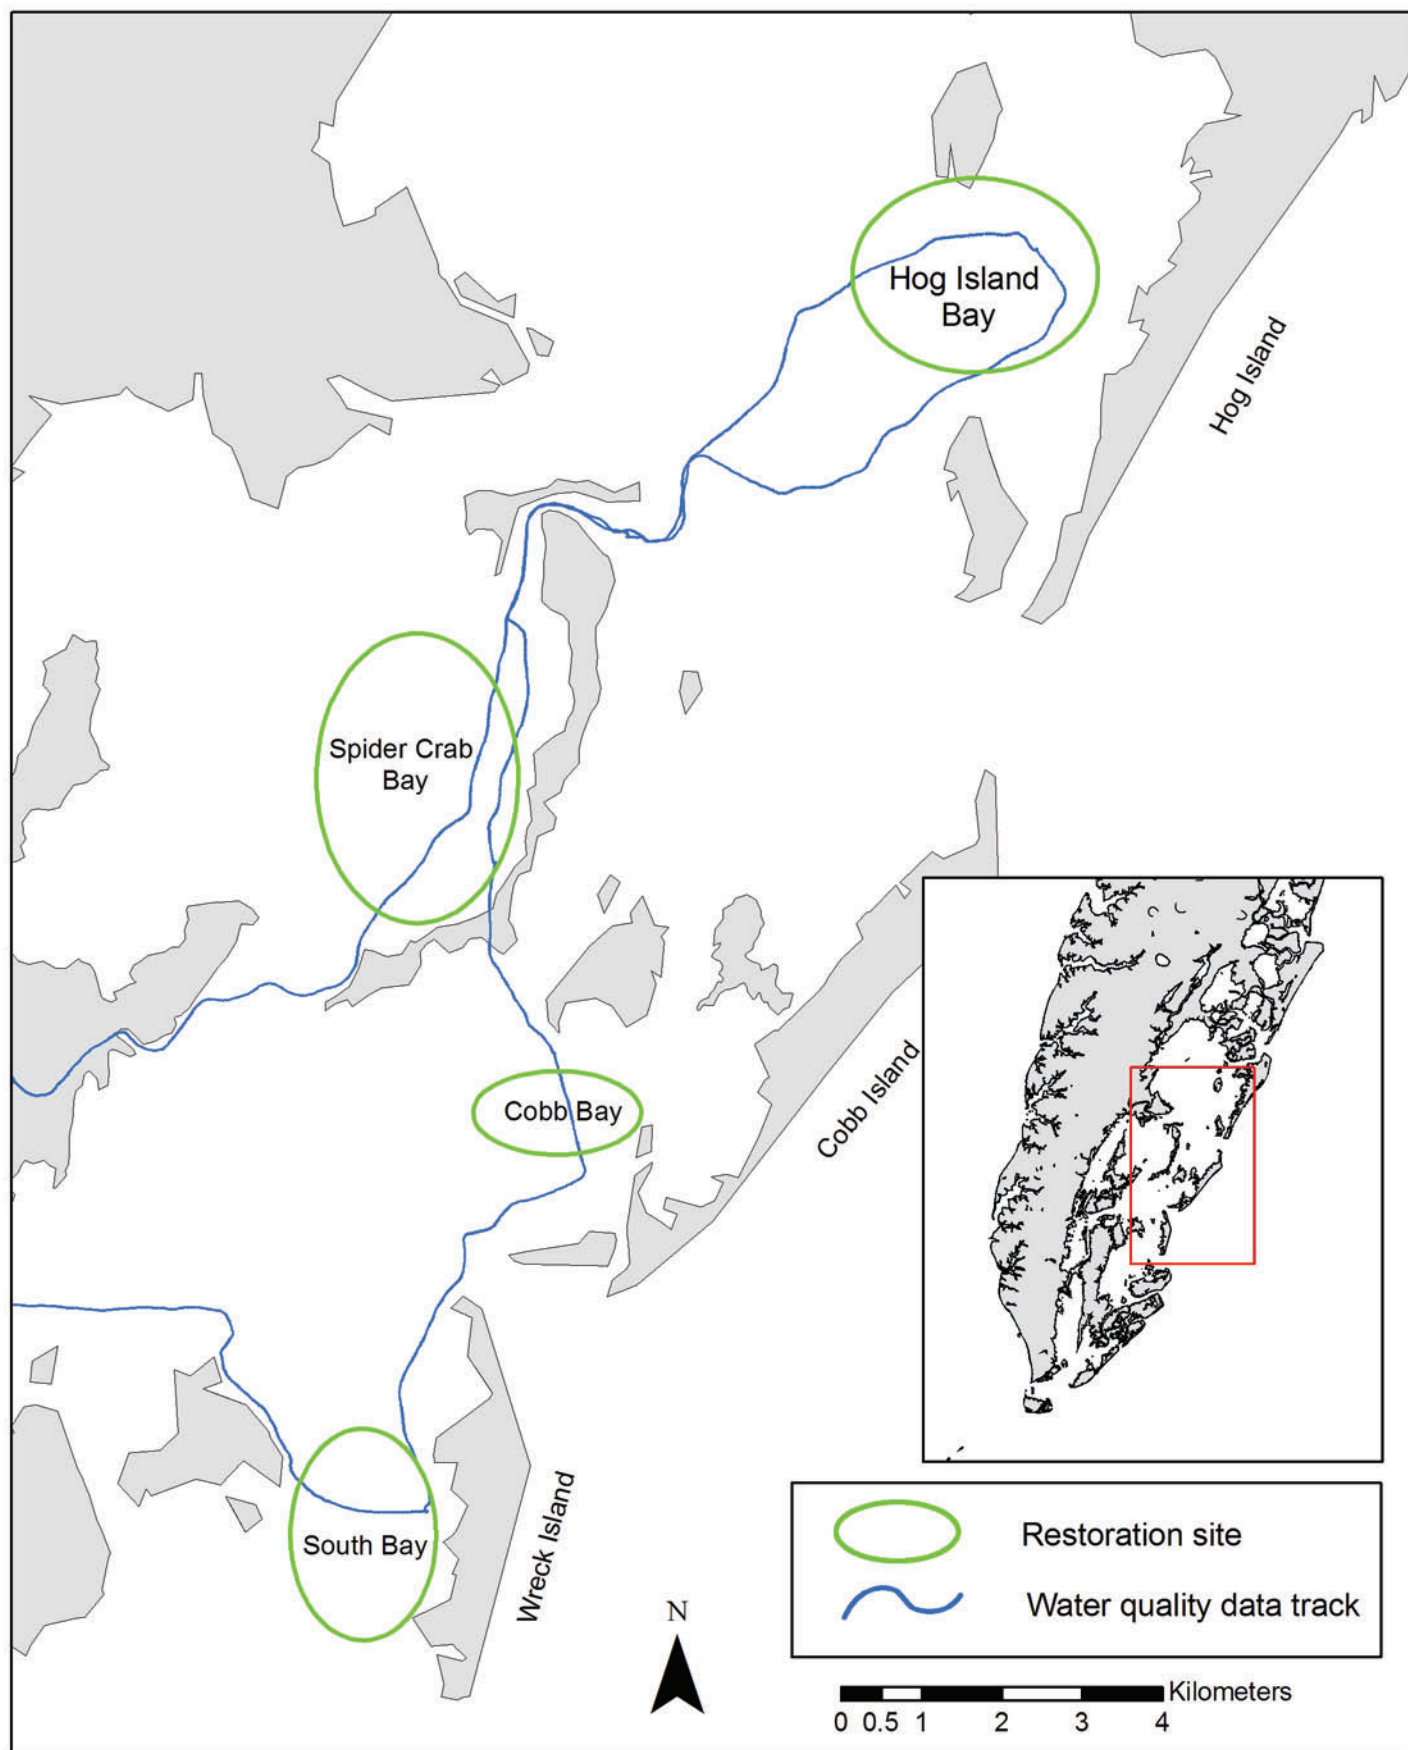 Hog Island
Bay
Hog Island
Spider Crab
Bay
Cobb Bay
Cobb Island
South Bay
Wreck Island
N
Restoration site
Water quality data track
Kilometers
0 0.5 1 2 3 4